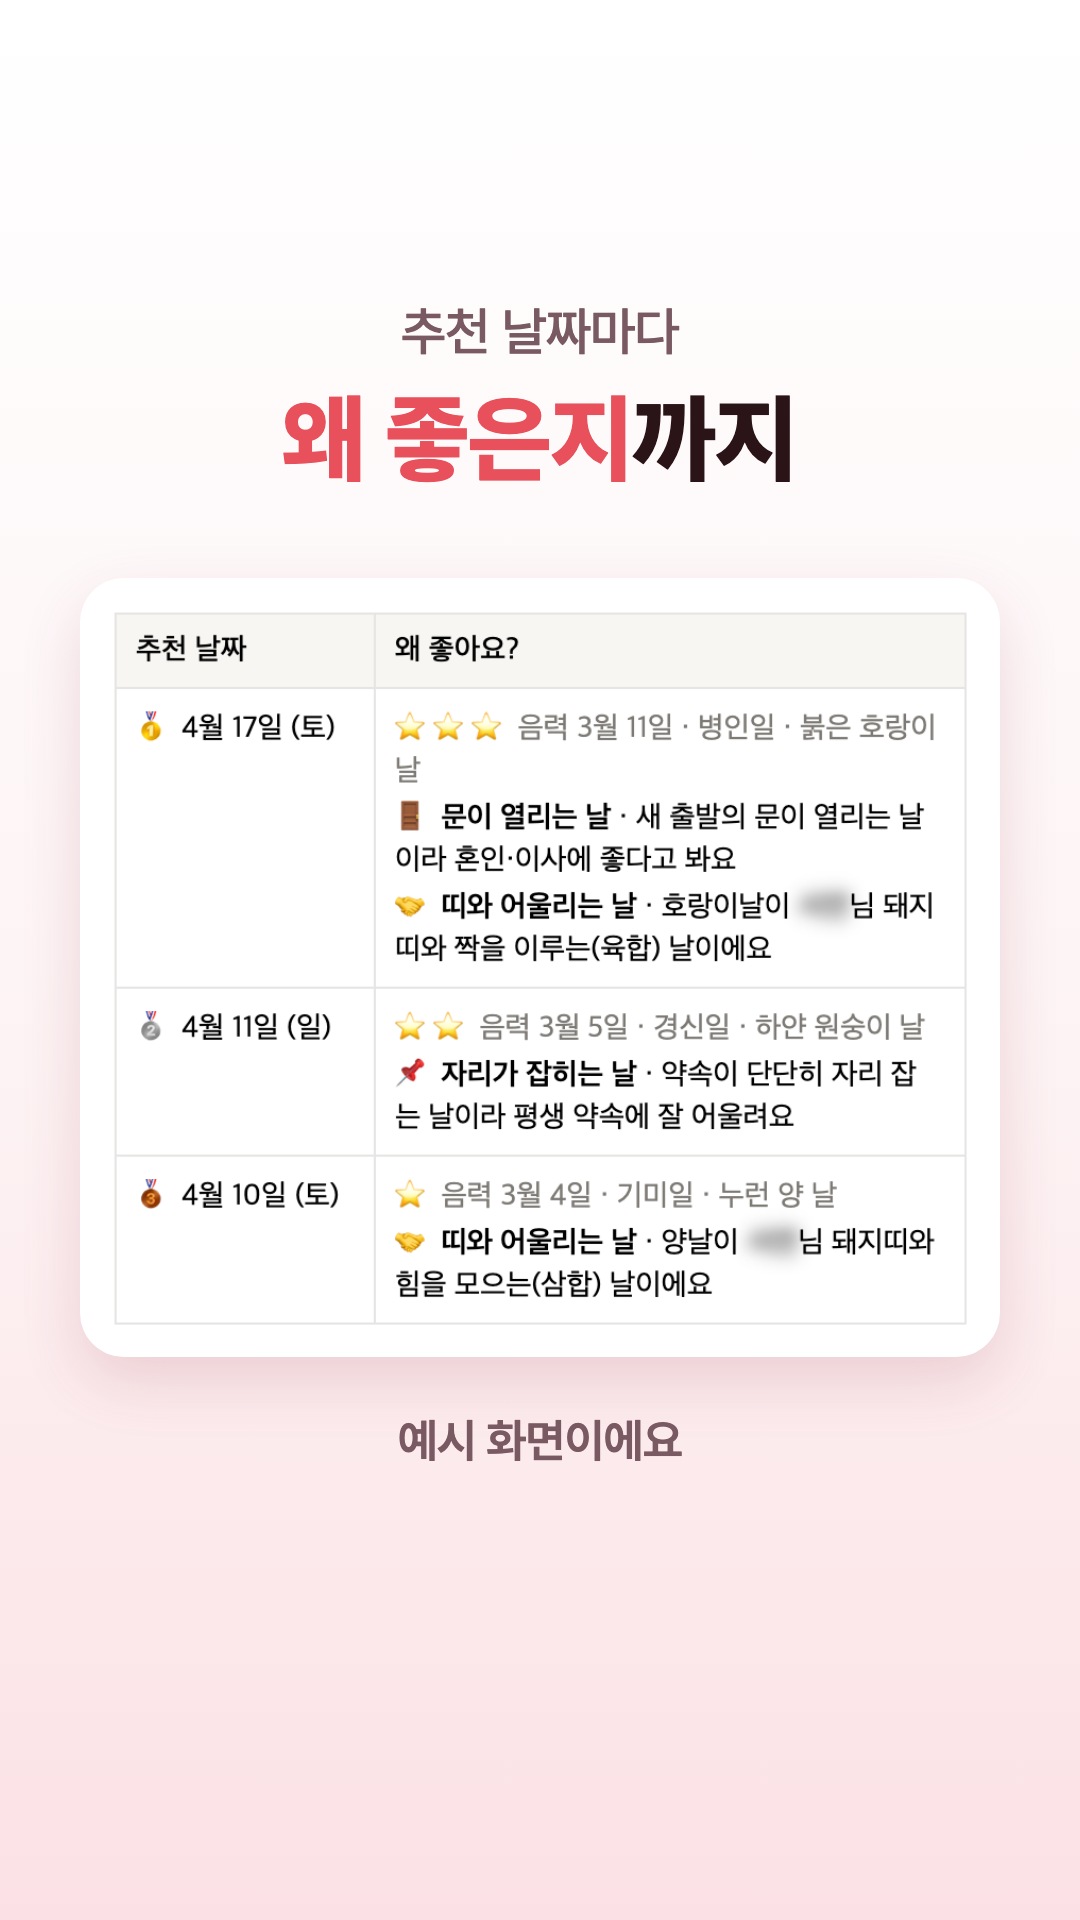 추천 날짜마다
왜 좋은지까지
추천 날짜
왜 좋아요?
4월 17일 (토)
음력 3월 11일 · 병인일 · 붉은 호랑이
날
문이 열리는 날 · 새 출발의 문이 열리는 날
이라 혼인·이사에 좋다고 봐요
띠와 어울리는 날 · 호랑이날이 님 돼지
띠와 짝을 이루는(육합) 날이에요
4월 11일 (일)
음력 3월 5일 · 경신일 · 하얀 원숭이 날
자리가 잡히는 날 · 약속이 단단히 자리 잡
는 날이라 평생 약속에 잘 어울려요
4월 10일 (토)
음력 3월 4일 · 기미일 · 누런 양 날
띠와 어울리는 날 · 양날이 님 돼지띠와
힘을 모으는(삼합) 날이에요
예시 화면이에요